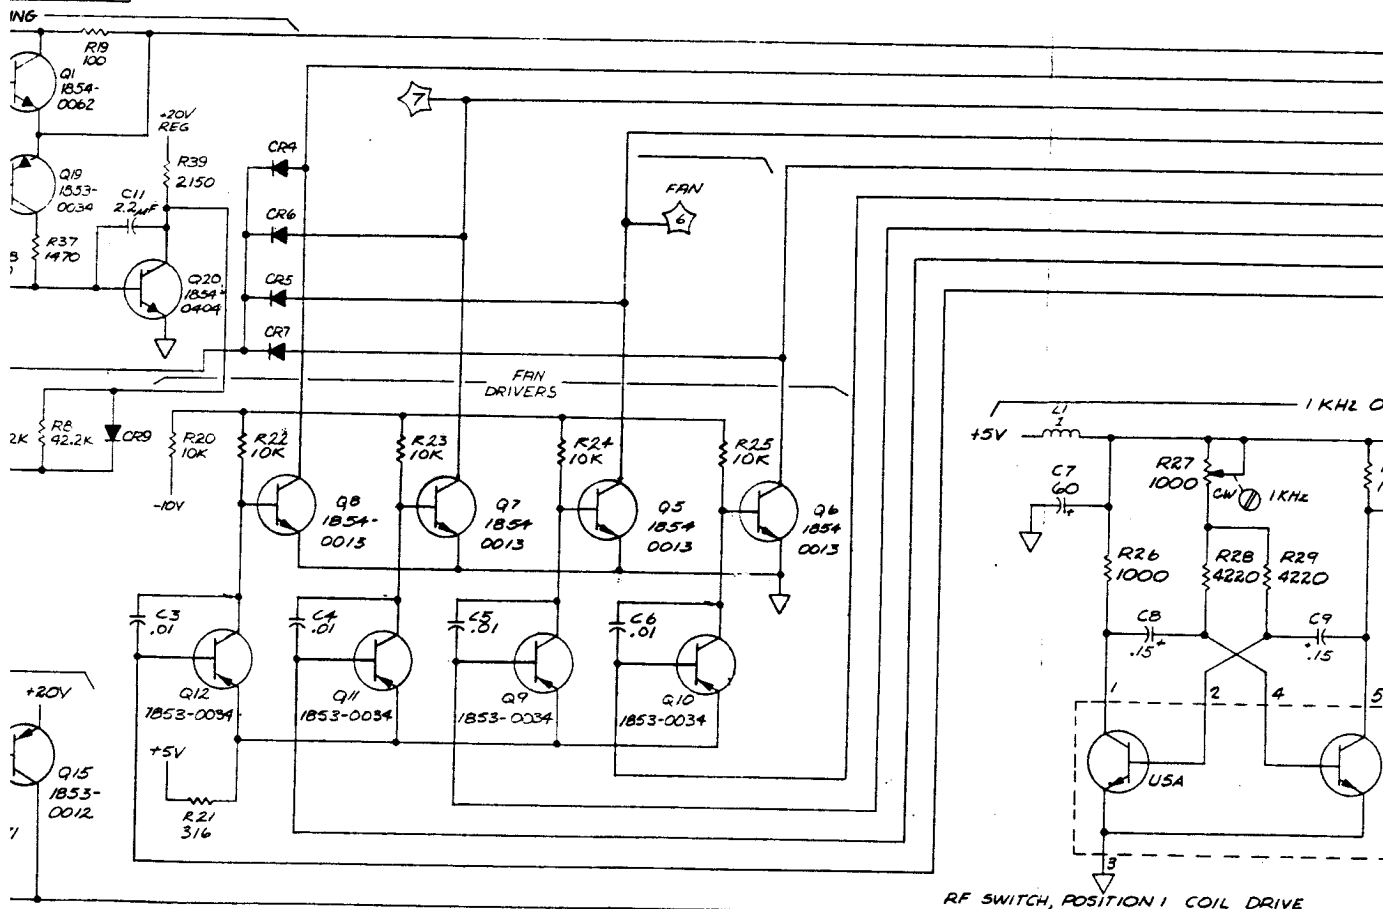 ING
R19
100
Q1
1854-
0062
7
+20V
REG
CR4
R39
2150
Q19
1853-
0034
C11
2.2µF
FAN
6
CR6
R37
1470
Q20
1854-
0404
CR5
CR7
FAN
DRIVERS
1 KHZ O
L1
1
+5V
2K
R8
42.2K
CR9
R20
10K
R22
10K
R23
10K
R24
10K
R25
10K
R27
1000
CW
1KHz
C7
60
+
-10V
Q8
1854-
0013
Q7
1854
0013
Q5
1854
0013
Q6
1854
0013
R26
1000
R28
4220
R29
4220
C3
.01
C4
.01
C5
.01
C6
.01
C8
.15+
C9
+.15
+20V
Q12
1853-0034
Q11
1853-0034
Q9
1853-0034
Q10
1853-0034
1
2
4
5
+5V
Q15
1853-
0012
R21
316
U5A
3
RF SWITCH, POSITION 1 COIL DRIVE